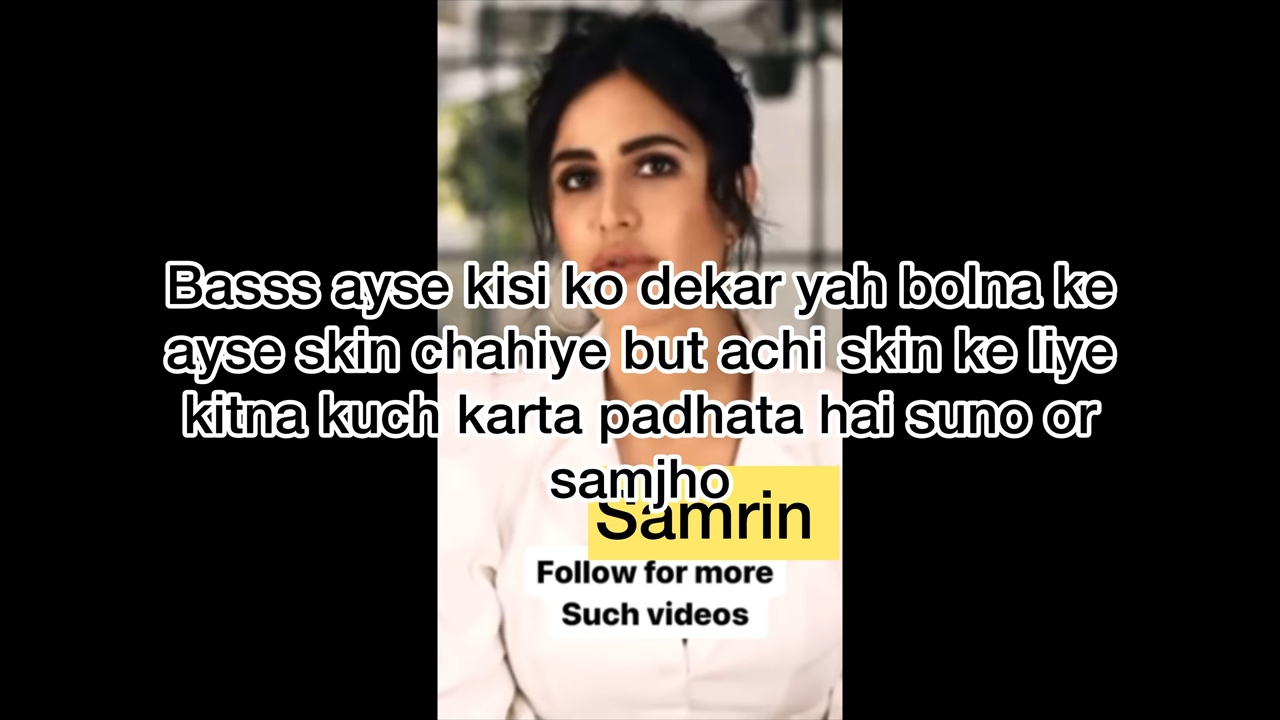 Basss ayse kisi ko dekar yah bolna ke
ayse skin chahiye but achi skin ke liye
kitna kuch karta padhata hai suno or
samjho
Samrin
Follow for more
Such videos